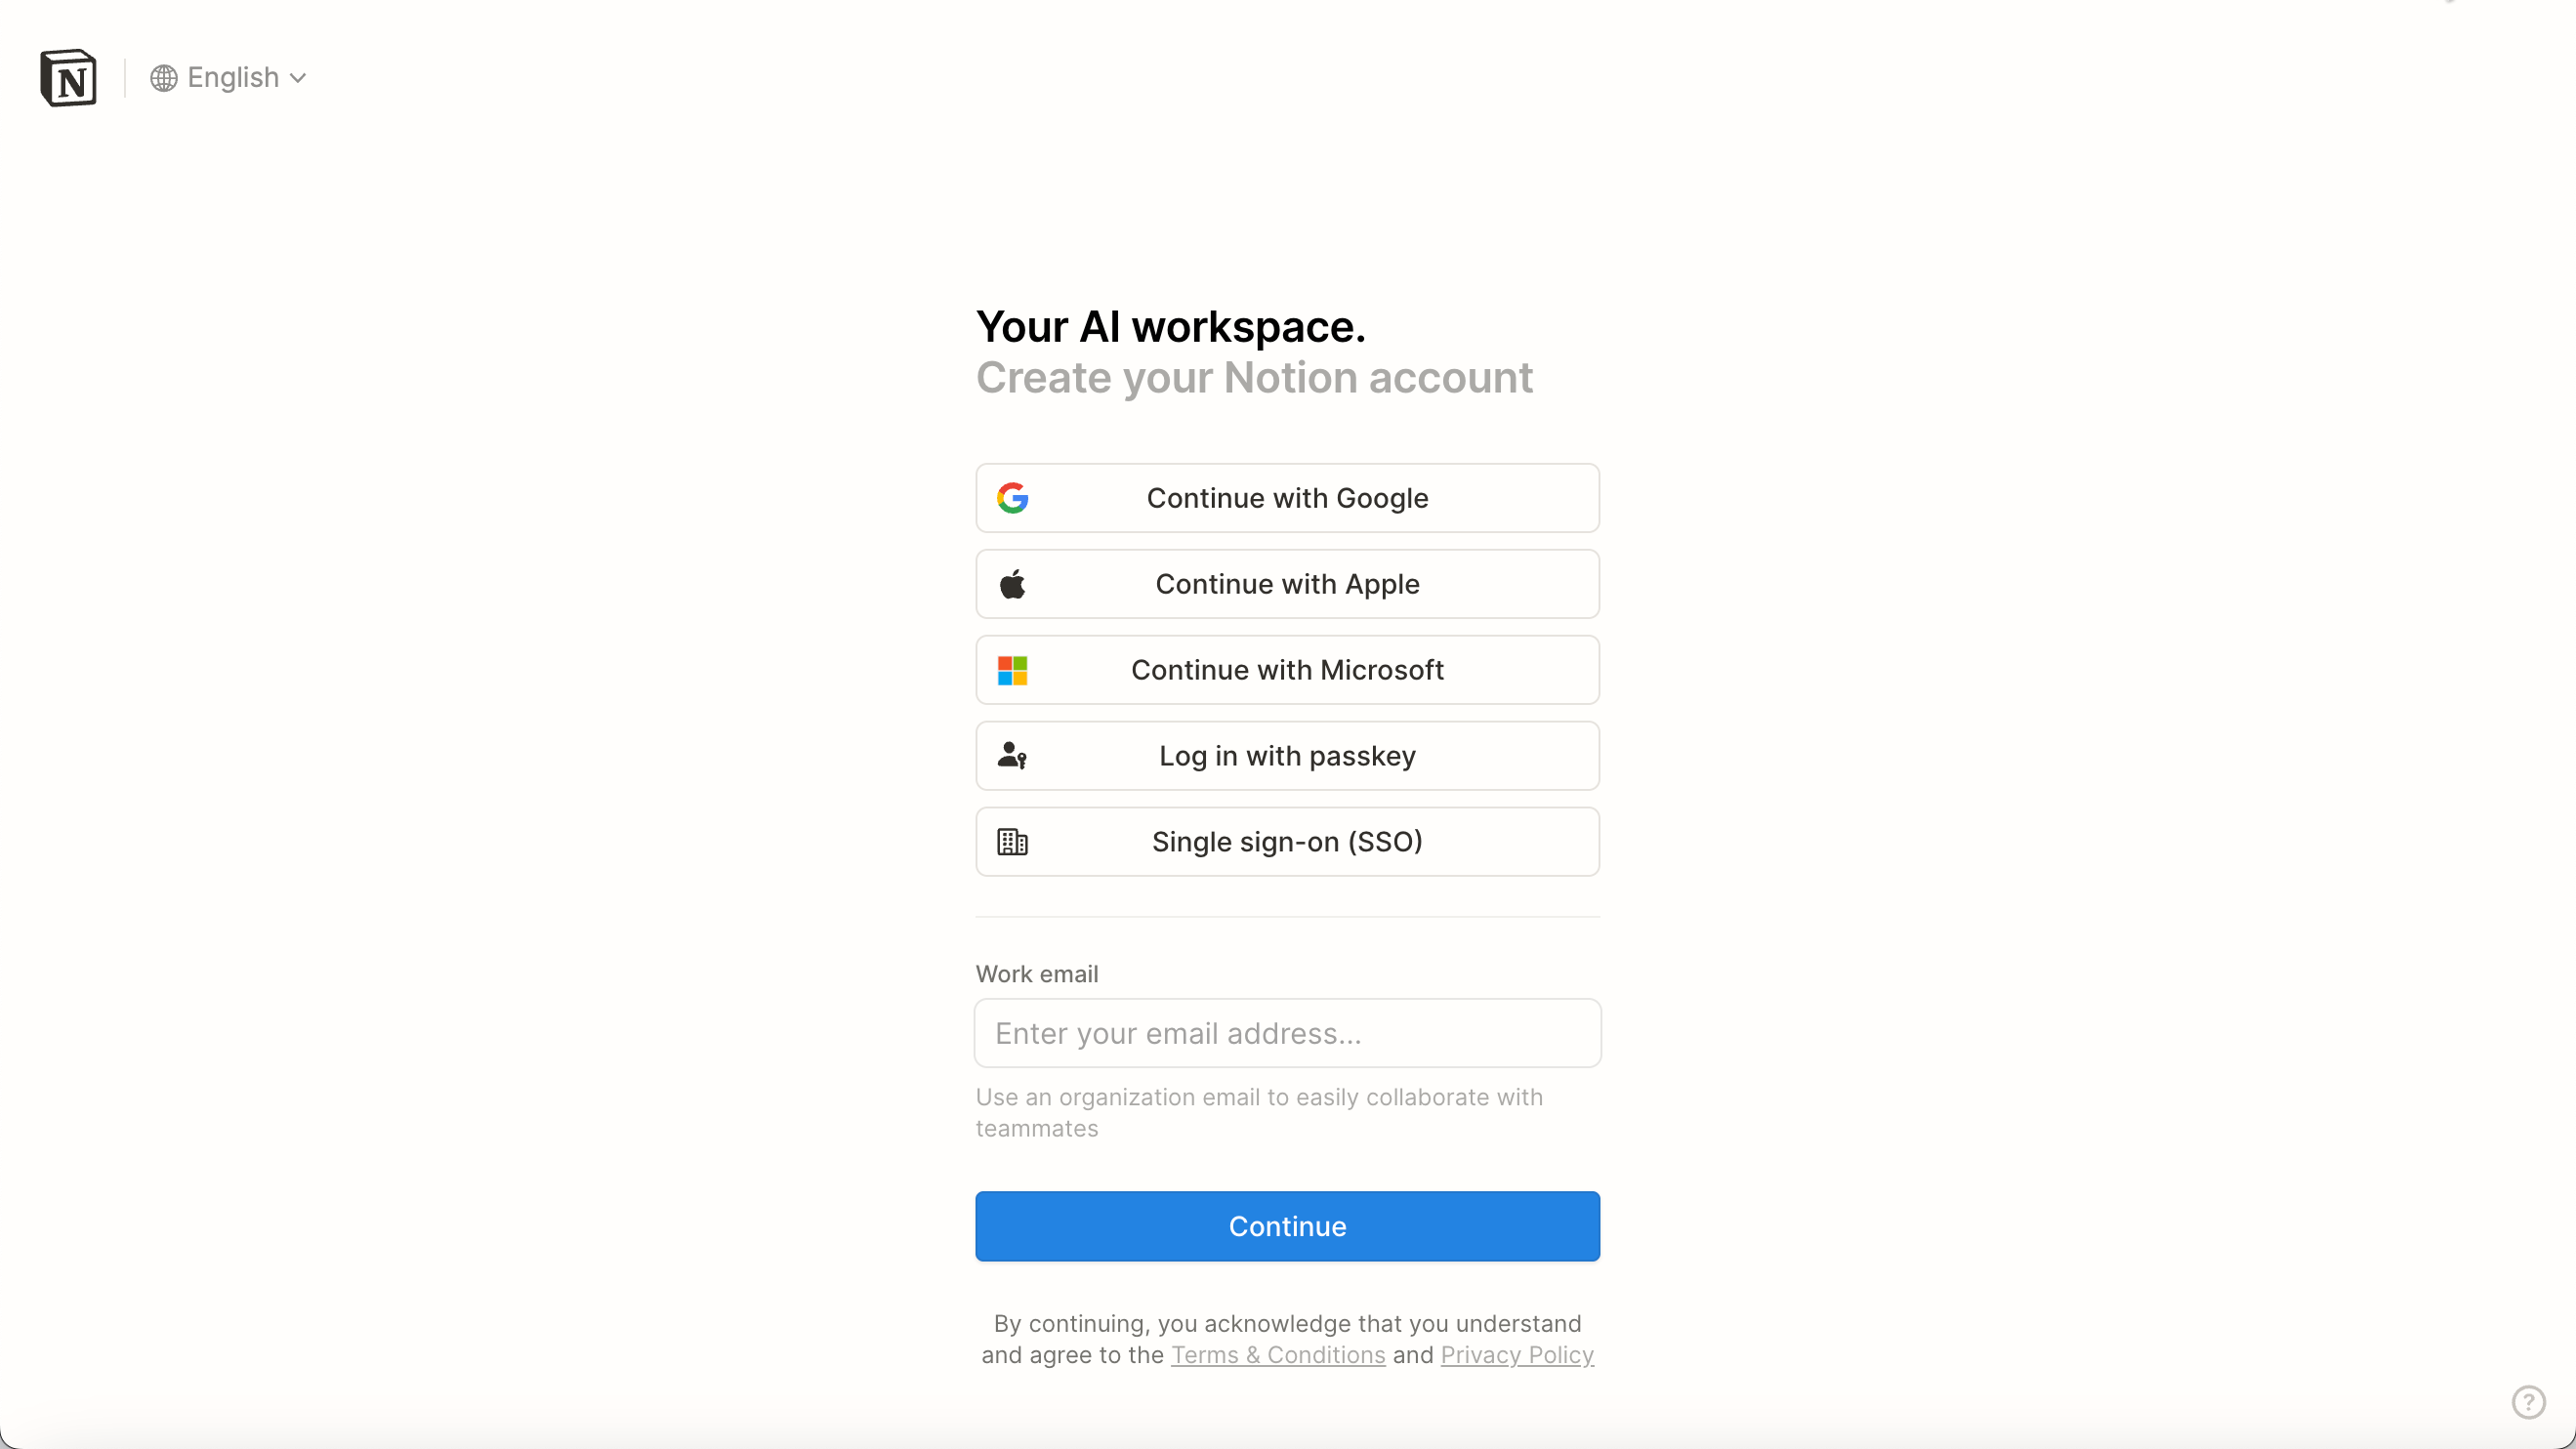 N
English
Your AI workspace.
Create your Notion account
Continue with Google
Continue with Apple
Continue with Microsoft
Log in with passkey
Single sign-on (SSO)
Work email
Enter your email address...
Use an organization email to easily collaborate with
teammates
Continue
By continuing, you acknowledge that you understand
and agree to the Terms & Conditions and Privacy Policy
?